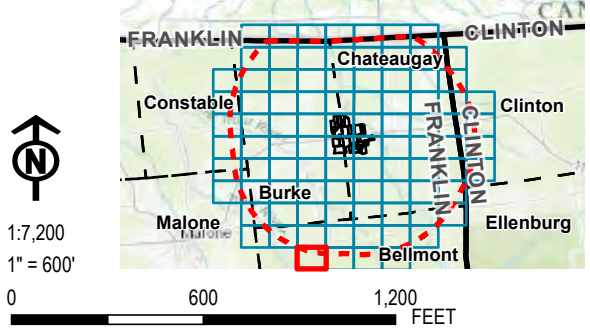 CAN
FRANKLIN
CLINTON
Chateaugay
Constable
Clinton
FRANKLIN
CLINTON
N
Burke
Malone
Malone
Ellenburg
1:7,200
Bellmont
1" = 600'
0 600 1,200
FEET